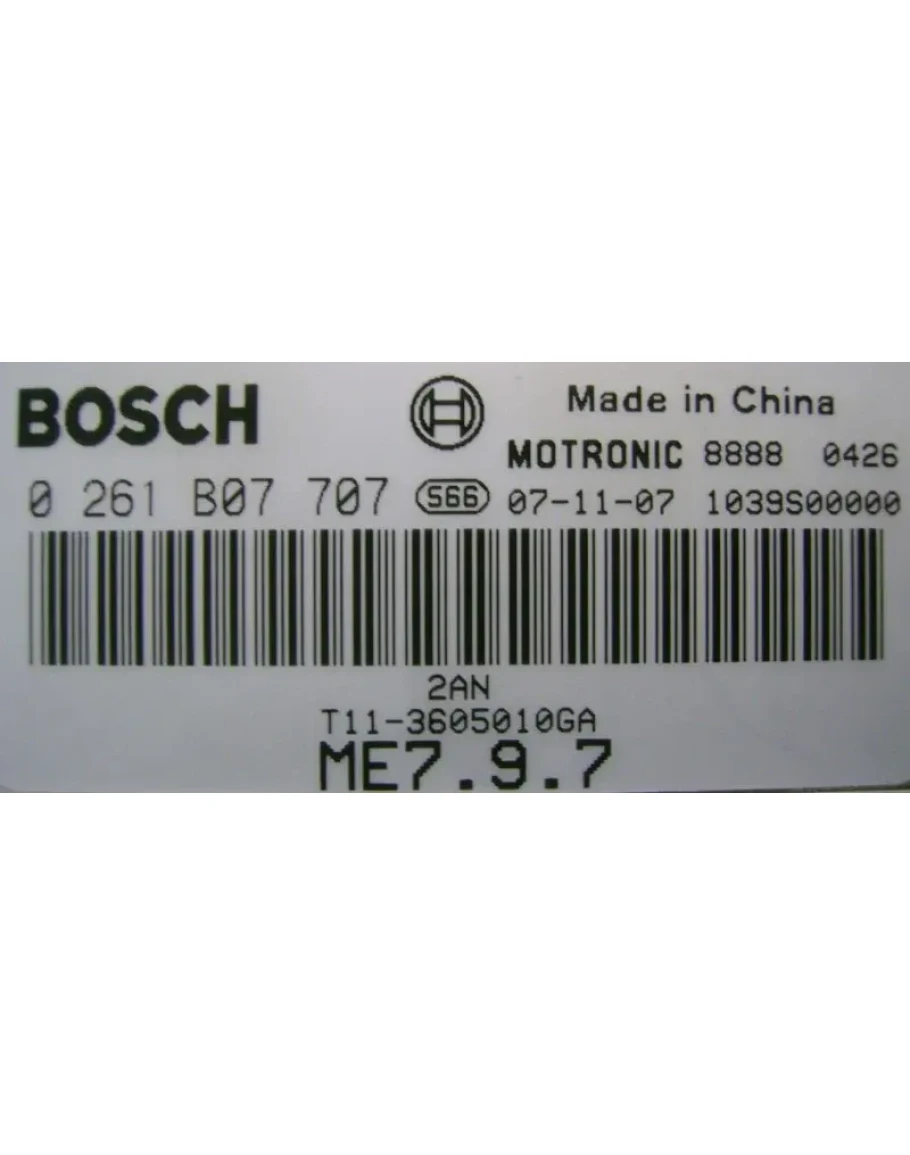 BOSCH
Made in China
MOTRONIC 8888 0426
0 261 B07 707 S66 07-11-07 1039S00000
2AN
T11-3605010GA
ME7.9.7